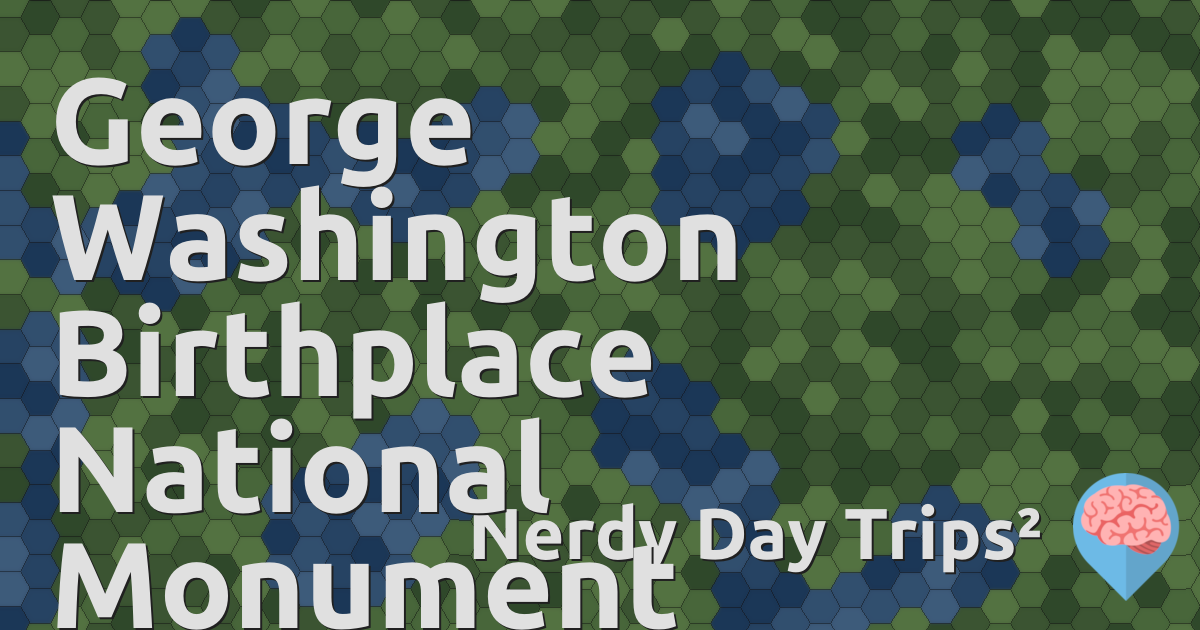 George
Washington
Birthplace
National
Monument
Nerdy Day Trips²